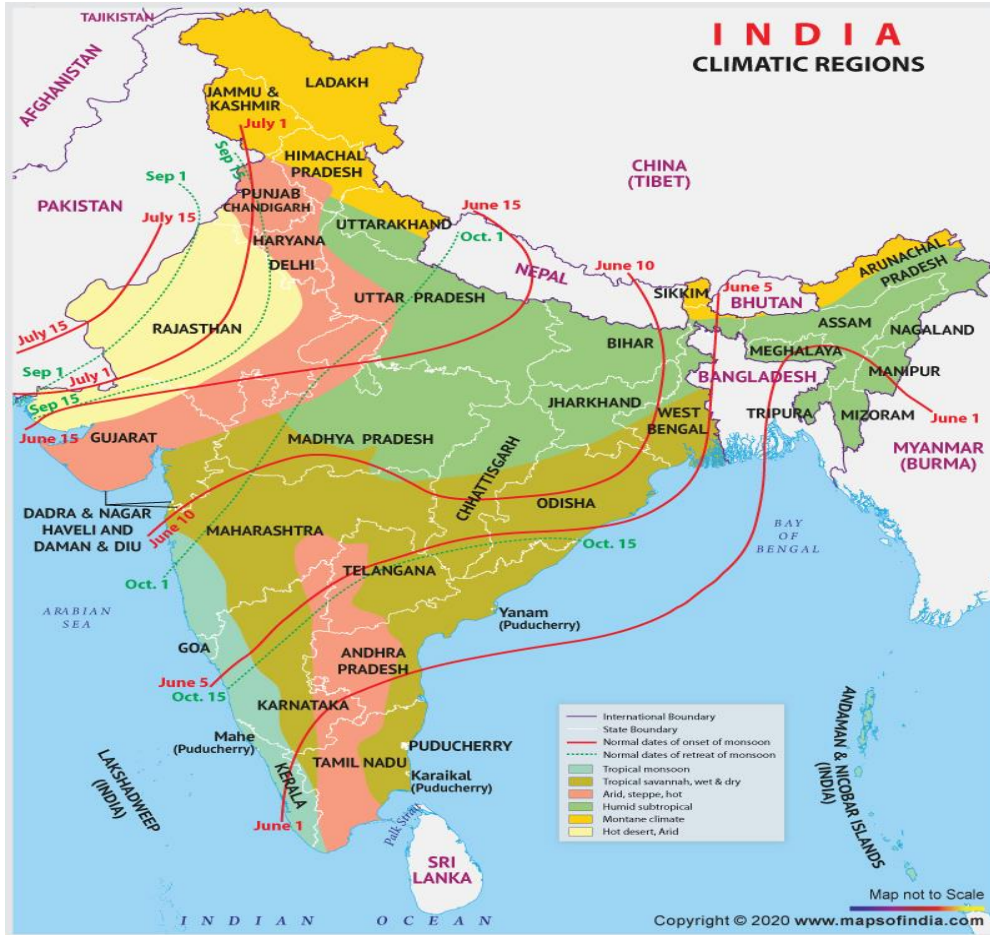 INDIA
CLIMATIC REGIONS
TAJIKISTAN
AFGHANISTAN
LADAKH
JAMMU &
KASHMIR
July 1
HIMACHAL
PRADESH
Sep 15
Sep 1
PAKISTAN
July 15
PUNJAB
CHANDIGARH
UTTARAKHAND
HARYANA
DELHI
CHINA
(TIBET)
June 15
Oct. 1
NEPAL
June 10
SIKKIM
June 5
BHUTAN
ARUNACHAL
PRADESH
UTTAR PRADESH
RAJASTHAN
July 15
BIHAR
ASSAM
NAGALAND
MEGHALAYA
MANIPUR
BANGLADESH
Sep 1
July 1
Sep 15
June 15
JHARKHAND
WEST
BENGAL
TRIPURA
MIZORAM
June 1
GUJARAT
MADHYA PRADESH
CHHATTISGARH
MYANMAR
(BURMA)
ODISHA
DADRA & NAGAR
HAVELI AND
DAMAN & DIU
June 10
MAHARASHTRA
BAY
OF
BENGAL
Oct. 15
TELANGANA
Oct. 1
ARABIAN
SEA
Yanam
(Puducherry)
GOA
ANDHRA
PRADESH
June 5
Oct. 15
KARNATAKA
Mahe
(Puducherry)
PUDUCHERRY
TAMIL NADU
Karaikal
(Puducherry)
KERALA
LAKSHADWEEP
(INDIA)
June 1
Palk Strait
SRI
LANKA
ANDAMAN & NICOBAR ISLANDS
(INDIA)
International Boundary
State Boundary
Normal dates of onset of monsoon
Normal dates of retreat of monsoon
Tropical monsoon
Tropical savannah, wet & dry
Arid, steppe, hot
Humid subtropical
Montane climate
Hot desert, Arid
INDIAN OCEAN
Map not to Scale
Copyright © 2020 www.mapsofindia.com